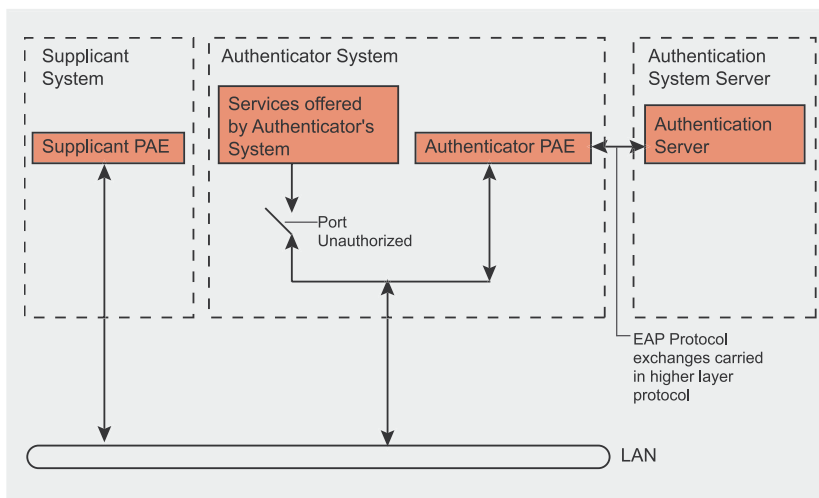 Supplicant
System
Authenticator System
Authentication
System Server
Services offered
by Authenticator's
System
Supplicant PAE
Authenticator PAE
Authentication
Server
Port
Unauthorized
EAP Protocol
exchanges carried
in higher layer
protocol
LAN